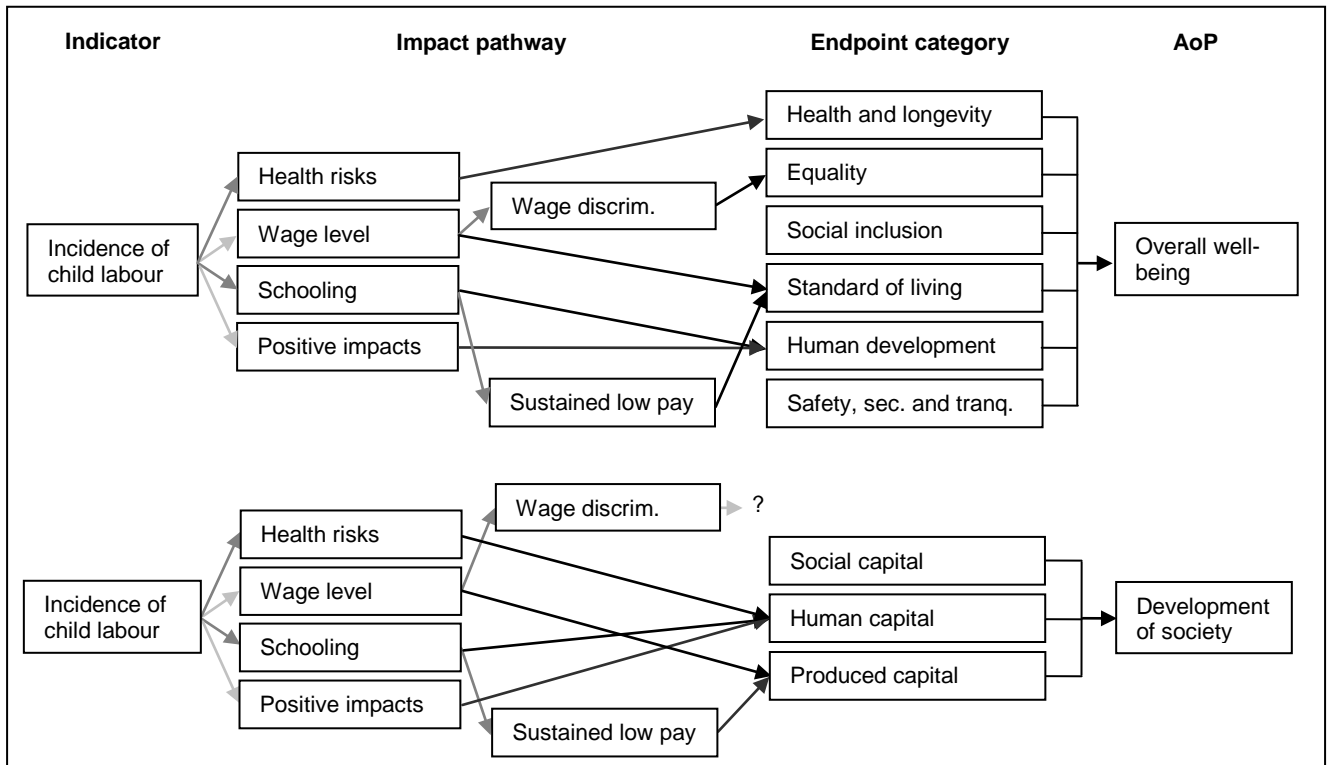 Indicator
Impact pathway
Endpoint category
AoP
Health and longevity
Health risks
Equality
Wage discrim.
Wage level
Social inclusion
Incidence of
child labour
Overall well-
being
Schooling
Standard of living
Positive impacts
Human development
Sustained low pay
Safety, sec. and tranq.
Wage discrim.
?
Health risks
Social capital
Wage level
Incidence of
child labour
Human capital
Development
of society
Schooling
Produced capital
Positive impacts
Sustained low pay